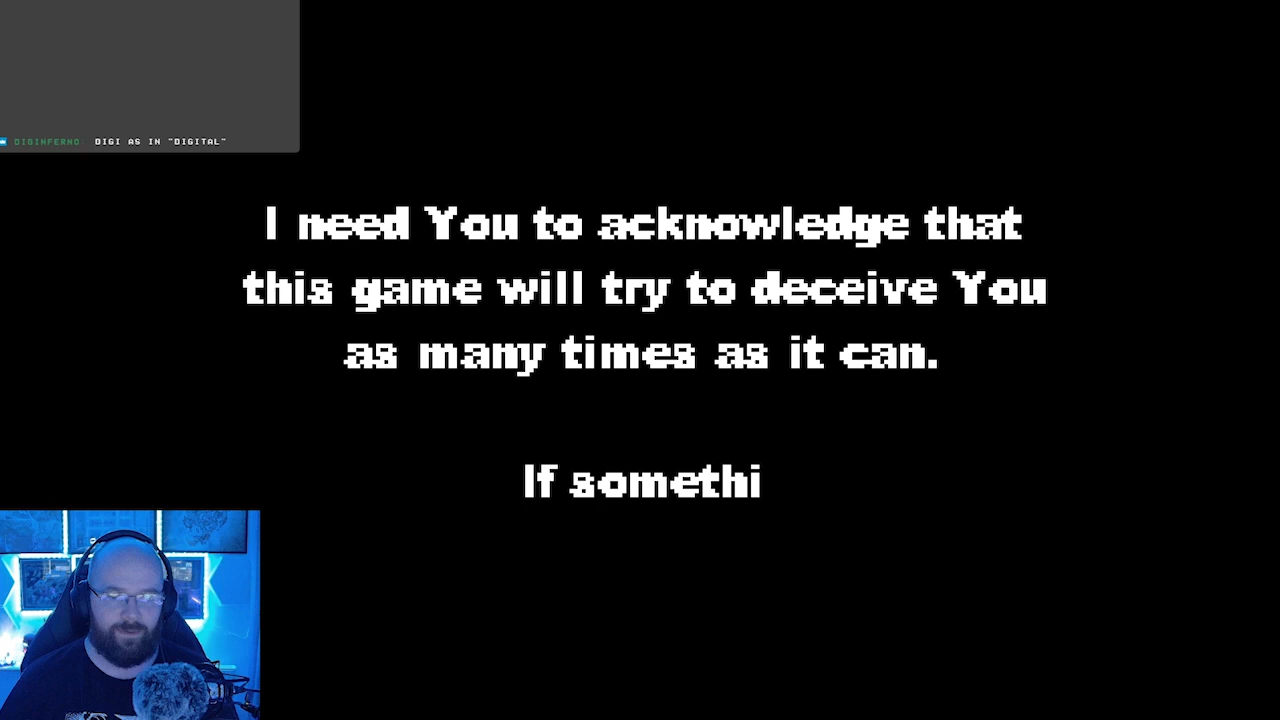 DIGINFERNO: DIGI AS IN "DIGITAL"
I need You to acknowledge that
this game will try to deceive You
as many times as it can.
If somethi